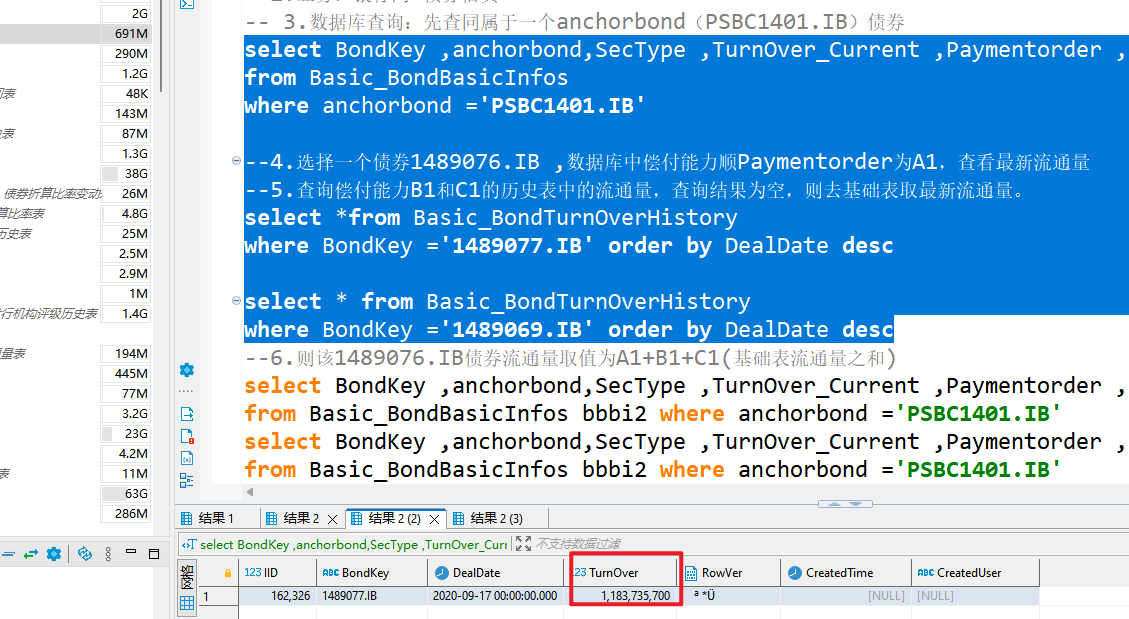 2G
691M
290M
1.2G
48K
143M
87M
1.3G
38G
债券折算比率变动 26M
算比率表 4.8G
历史表 25M
2.5M
2.9M
1M
行机构评级历史表 1.4G
量表 194M
445M
77M
3.2G
23G
4.2M
表 11M
63G
286M
-- 3.数据库查询：先查同属于一个anchorbond（PSBC1401.IB）债券
select BondKey ,anchorbond,SecType ,TurnOver_Current ,Paymentorder ,
from Basic_BondBasicInfos
where anchorbond ='PSBC1401.IB'
--4.选择一个债券1489076.IB ,数据库中偿付能力顺Paymentorder为A1，查看最新流通量
--5.查询偿付能力B1和C1的历史表中的流通量，查询结果为空，则去基础表取最新流通量。
select *from Basic_BondTurnOverHistory
where BondKey ='1489077.IB' order by DealDate desc
select * from Basic_BondTurnOverHistory
where BondKey ='1489069.IB' order by DealDate desc
--6.则该1489076.IB债券流通量取值为A1+B1+C1(基础表流通量之和)
select BondKey ,anchorbond,SecType ,TurnOver_Current ,Paymentorder ,
from Basic_BondBasicInfos bbbi2 where anchorbond ='PSBC1401.IB'
select BondKey ,anchorbond,SecType ,TurnOver_Current ,Paymentorder ,
from Basic_BondBasicInfos bbbi2 where anchorbond ='PSBC1401.IB'
结果 1 结果 2 结果 2 (2) 结果 2 (3)
select BondKey ,anchorbond,SecType ,TurnOver_Curr 不支持数据过滤
网格
123 IID ABC BondKey DealDate 23 TurnOver RowVer CreatedTime ABC CreatedUser
1 162,326 1489077.IB 2020-09-17 00:00:00.000 1,183,735,700 ª *Ü [NULL] [NULL]